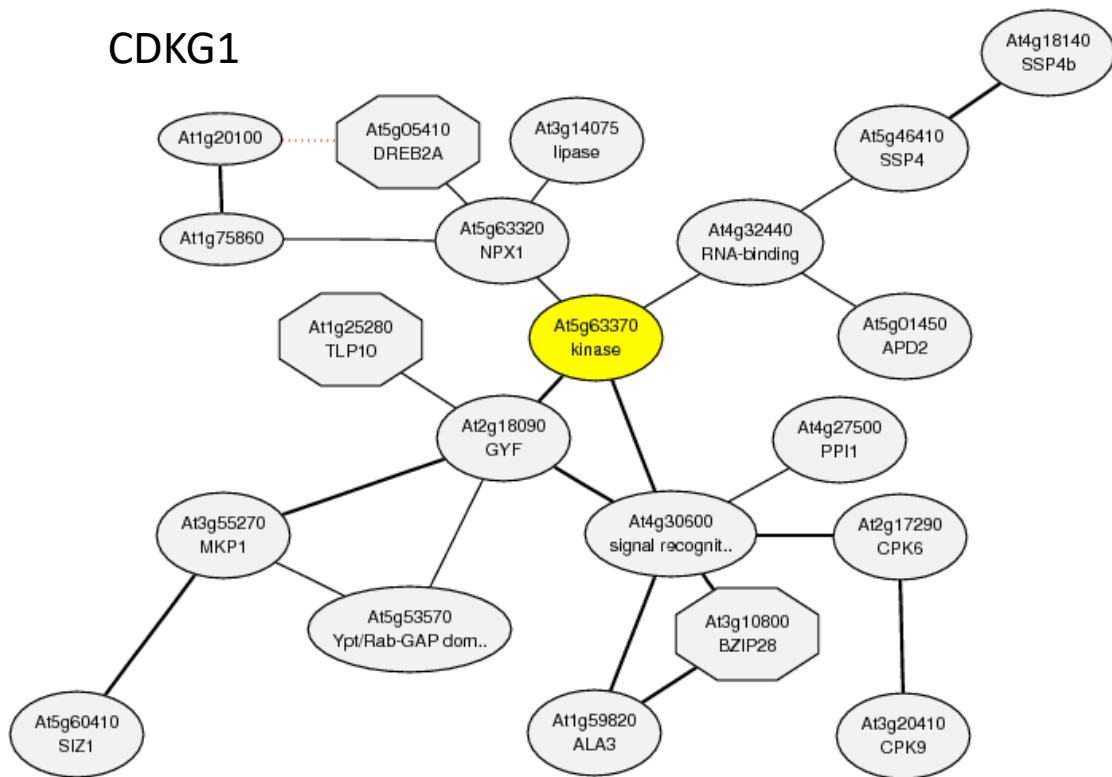 CDKG1
At4g18140
SSP4b
At5g05410
DREB2A
At3g14075
lipase
At1g20100
At5g46410
SSP4
At1g75860
At5g63320
NPX1
At4g32440
RNA-binding
At1g25280
TLP10
At5g63370
kinase
At5g01450
APD2
At2g18090
GYF
At4g27500
PPI1
At3g55270
MKP1
At4g30600
signal recognit..
At2g17290
CPK6
At5g53570
Ypt/Rab-GAP dom..
At3g10800
BZIP28
At5g60410
SIZ1
At1g59820
ALA3
At3g20410
CPK9